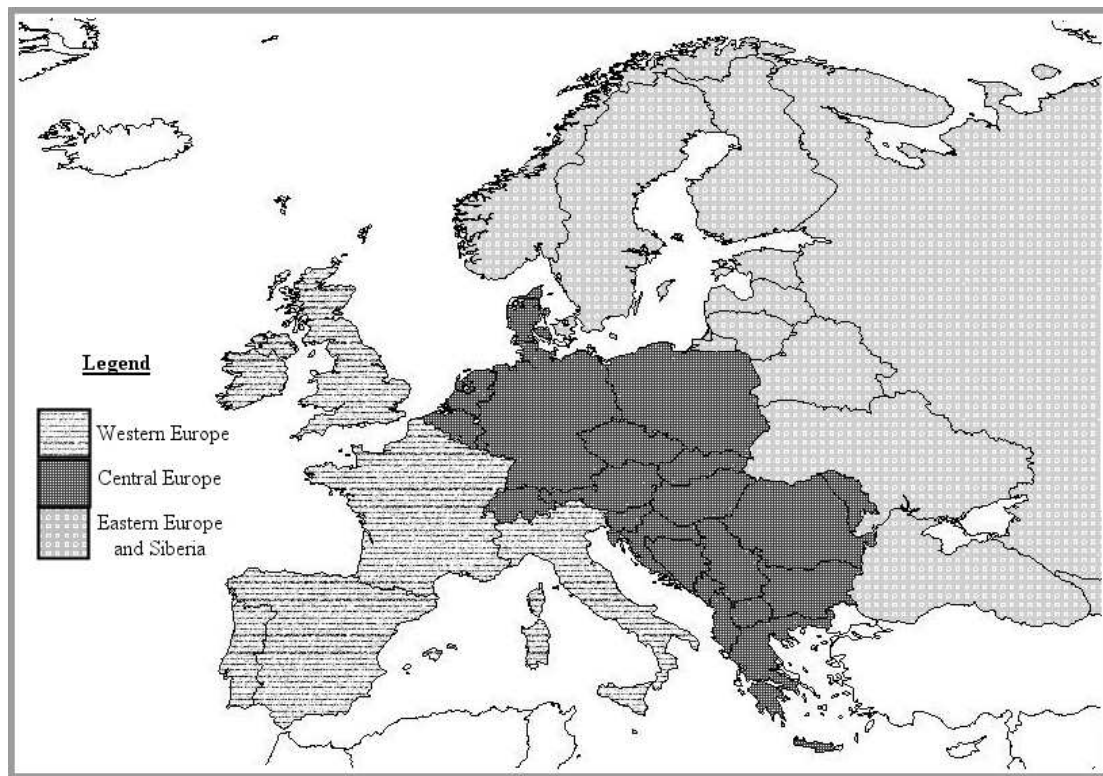 Legend
Western Europe
Central Europe
Eastern Europe
and Siberia